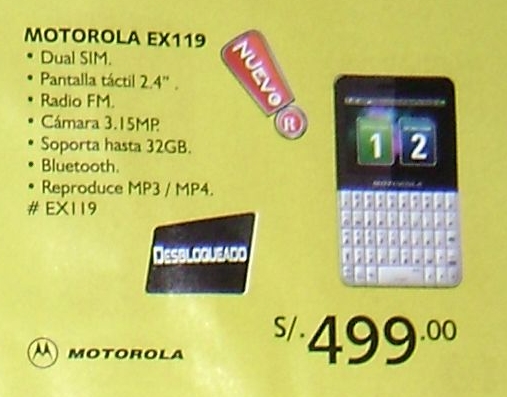 MOTOROLA EX119
• Dual SIM.
• Pantalla táctil 2.4".
• Radio FM.
• Cámara 3.15MP.
• Soporta hasta 32GB.
• Bluetooth.
• Reproduce MP3 / MP4.
# EX119
NUEVO
R
1 2
MOTOROLA
DESBLOQUEADO
S/.499.00
MOTOROLA